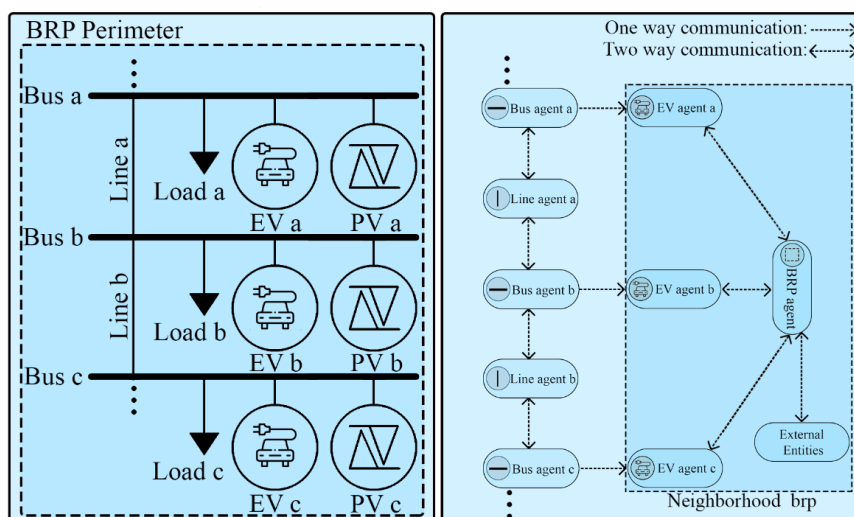 BRP Perimeter
Bus a
Line a
Load a
EV a
PV a
Bus b
Line b
Load b
EV b
PV b
Bus c
Load c
EV c
PV c
One way communication:
Two way communication:
Bus agent a
EV agent a
Line agent a
Bus agent b
EV agent b
BRP agent
Line agent b
External
Entities
Bus agent c
EV agent c
Neighborhood brp